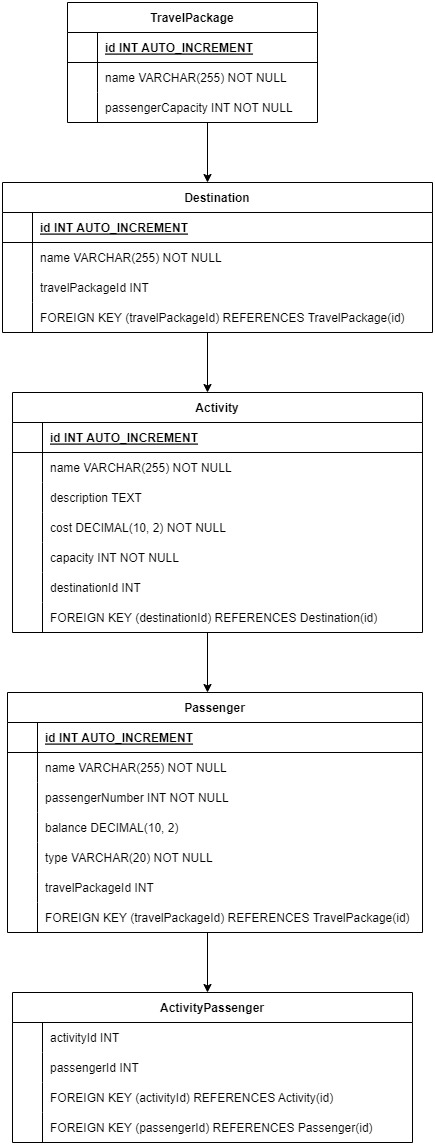 TravelPackage
id INT AUTO_INCREMENT
name VARCHAR(255) NOT NULL
passengerCapacity INT NOT NULL
Destination
id INT AUTO_INCREMENT
name VARCHAR(255) NOT NULL
travelPackageId INT
FOREIGN KEY (travelPackageId) REFERENCES TravelPackage(id)
Activity
id INT AUTO_INCREMENT
name VARCHAR(255) NOT NULL
description TEXT
cost DECIMAL(10, 2) NOT NULL
capacity INT NOT NULL
destinationId INT
FOREIGN KEY (destinationId) REFERENCES Destination(id)
Passenger
id INT AUTO_INCREMENT
name VARCHAR(255) NOT NULL
passengerNumber INT NOT NULL
balance DECIMAL(10, 2)
type VARCHAR(20) NOT NULL
travelPackageId INT
FOREIGN KEY (travelPackageId) REFERENCES TravelPackage(id)
ActivityPassenger
activityId INT
passengerId INT
FOREIGN KEY (activityId) REFERENCES Activity(id)
FOREIGN KEY (passengerId) REFERENCES Passenger(id)